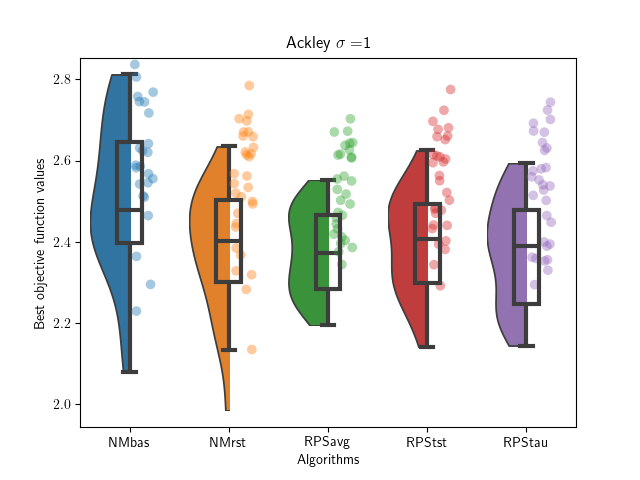 Ackley σ =1
Best objective function values
2.8
2.6
2.4
2.2
2.0
NMbas NMrst RPSavg RPStst RPStau
Algorithms